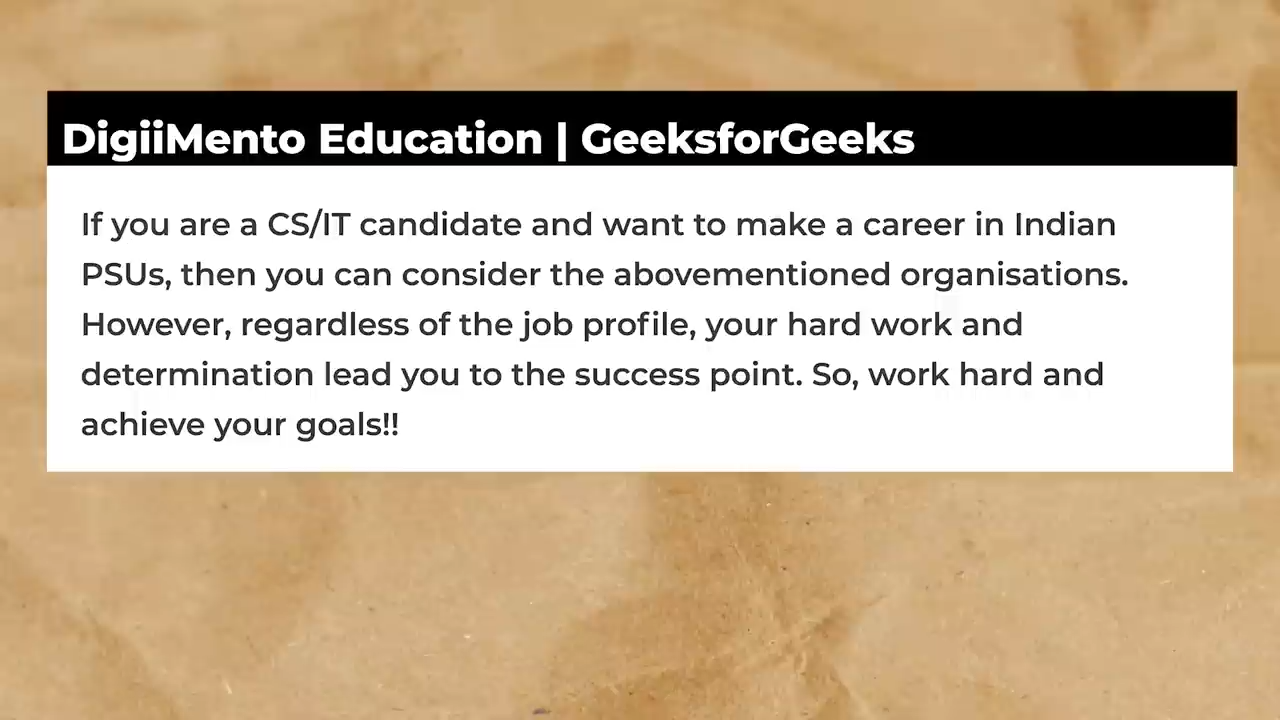 DigiiMento Education | GeeksforGeeks
If you are a CS/IT candidate and want to make a career in Indian
PSUs, then you can consider the abovementioned organisations.
However, regardless of the job profile, your hard work and
determination lead you to the success point. So, work hard and
achieve your goals!!